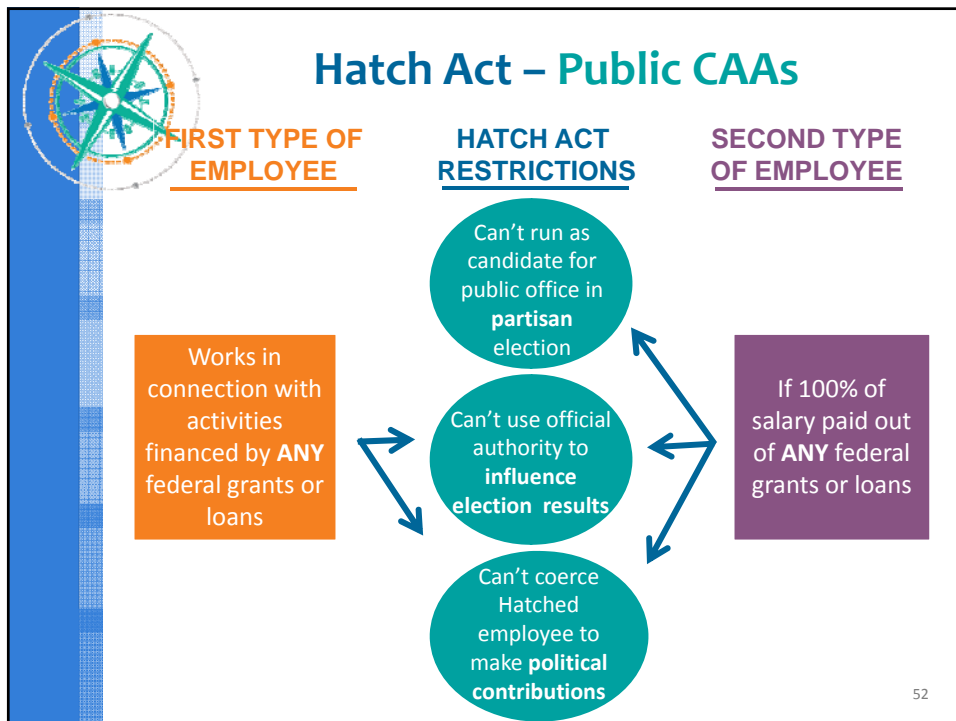 Hatch Act – Public CAAs
FIRST TYPE OF
EMPLOYEE
HATCH ACT
RESTRICTIONS
SECOND TYPE
OF EMPLOYEE
Works in
connection with
activities
financed by ANY
federal grants or
loans
Can’t run as
candidate for
public office in
partisan
election
Can’t use official
authority to
influence
election results
Can’t coerce
Hatched
employee to
make political
contributions
If 100% of
salary paid out
of ANY federal
grants or loans
52